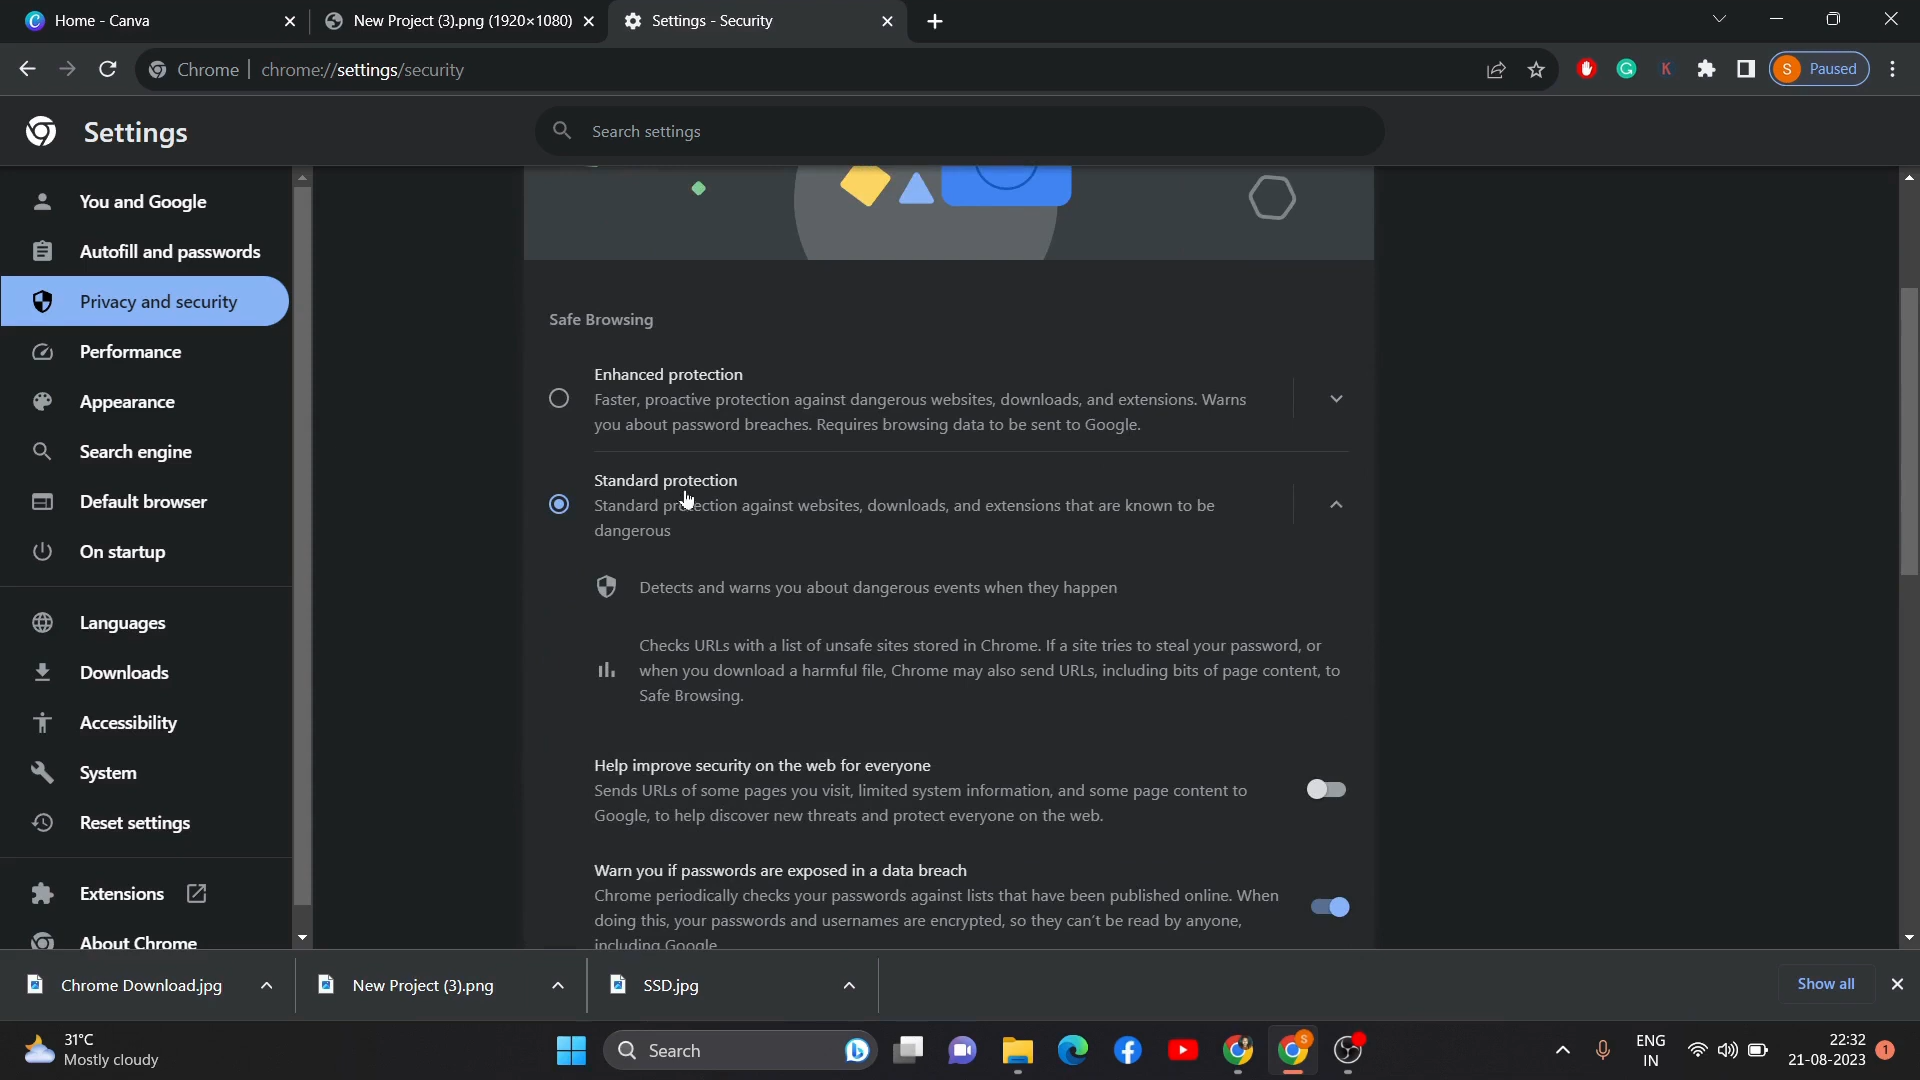 Home - Canva
New Project (3).png (1920×1080)
Settings - Security
Chrome
chrome://settings/security
K
S
Paused
Settings
Search settings
You and Google
Autofill and passwords
Privacy and security
Performance
Appearance
Search engine
Default browser
On startup
Languages
Downloads
Accessibility
System
Reset settings
Extensions
About Chrome
Safe Browsing
Enhanced protection
Faster, proactive protection against dangerous websites, downloads, and extensions. Warns
you about password breaches. Requires browsing data to be sent to Google.
Standard protection
Standard protection against websites, downloads, and extensions that are known to be
dangerous
Detects and warns you about dangerous events when they happen
Checks URLs with a list of unsafe sites stored in Chrome. If a site tries to steal your password, or
when you download a harmful file, Chrome may also send URLs, including bits of page content, to
Safe Browsing.
Help improve security on the web for everyone
Sends URLs of some pages you visit, limited system information, and some page content to
Google, to help discover new threats and protect everyone on the web.
Warn you if passwords are exposed in a data breach
Chrome periodically checks your passwords against lists that have been published online. When
doing this, your passwords and usernames are encrypted, so they can't be read by anyone,
including Google.
Chrome Download.jpg
New Project (3).png
SSD.jpg
Show all
31°C
Mostly cloudy
Search
S
ENG
IN
22:32
21-08-2023
1